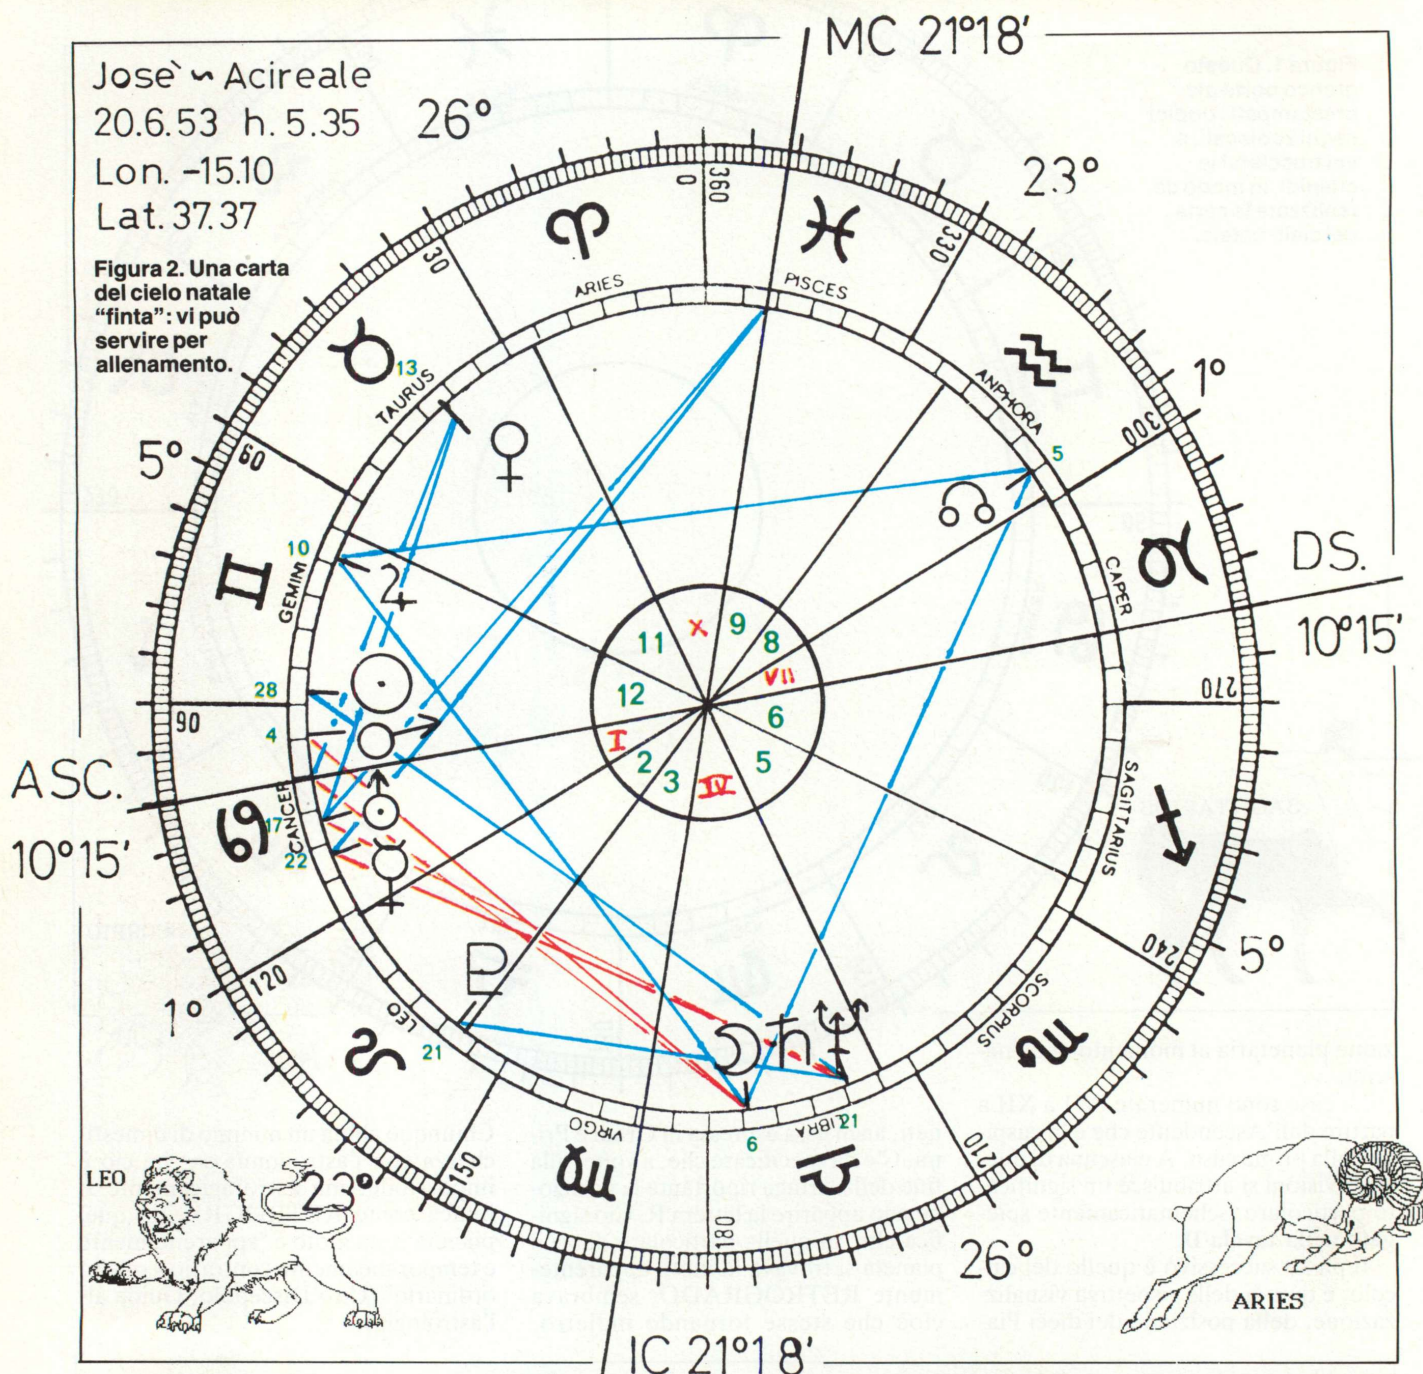 MC 21°18'
Josè ~ Acireale
20.6.53 h. 5.35
Lon. -15.10
Lat. 37.37
Figura 2. Una carta
del cielo natale
"finta": vi può
servire per
allenamento.
26°
23°
0
360
30
330
ARIES
PISCES
TAURUS
13
ANPHORA
1°
5°
60
300
5
10
GEMINI
CAPER
DS.
10°15'
28
90
270
4
ASC.
10°15'
CANCER
17
22
X
9
8
11
VII
12
6
I
2
3
IV
5
SAGITTARIUS
1°
120
240
5°
LEO
21
SCORPIUS
VIRGO
LIBRA
6
21
150
210
180
LEO
23°
26°
ARIES
IC 21°18'